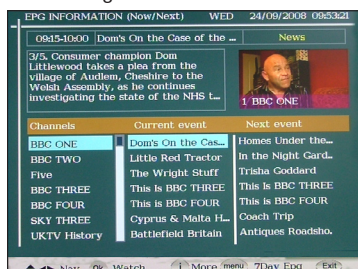 EPG INFORMATION (Now/Next) WED 24/09/2008 09:53:21
09:15-10:00 Dom's On the Case of the ... News
3/5. Consumer champion Dom
Littlewood takes a plea from the
village of Audlem, Cheshire to the
Welsh Assembly, as he continues
investigating the state of the NHS t...
1 BBC ONE
Channels Current event Next event
BBC ONE Dom's On the Cas... Homes Under the...
BBC TWO Little Red Tractor In the Night Gard..
Five The Wright Stuff Trisha Goddard
BBC THREE This is BBC THREE This is BBC THREE
BBC FOUR This is BBC FOUR This is BBC FOUR
SKY THREE Cyprus & Malta H... Coach Trip
UKTV History Battlefield Britain Antiques Roadsho.
Nav Ok Watch i More menu 7Day Epg Exit